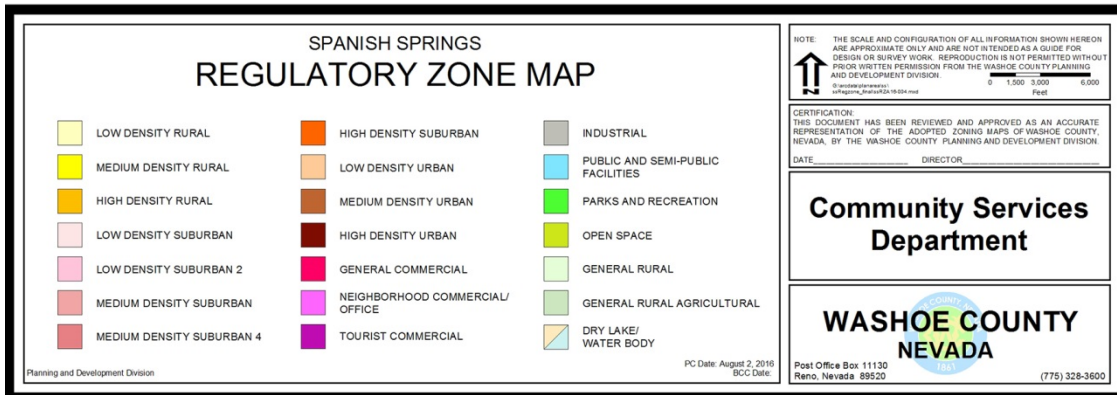 SPANISH SPRINGS
REGULATORY ZONE MAP
LOW DENSITY RURAL
MEDIUM DENSITY RURAL
HIGH DENSITY RURAL
LOW DENSITY SUBURBAN
LOW DENSITY SUBURBAN 2
MEDIUM DENSITY SUBURBAN
MEDIUM DENSITY SUBURBAN 4
HIGH DENSITY SUBURBAN
LOW DENSITY URBAN
MEDIUM DENSITY URBAN
HIGH DENSITY URBAN
GENERAL COMMERCIAL
NEIGHBORHOOD COMMERCIAL/
OFFICE
TOURIST COMMERCIAL
INDUSTRIAL
PUBLIC AND SEMI-PUBLIC
FACILITIES
PARKS AND RECREATION
OPEN SPACE
GENERAL RURAL
GENERAL RURAL AGRICULTURAL
DRY LAKE/
WATER BODY
Planning and Development Division
PC Date: August 2, 2016
BCC Date:
NOTE: THE SCALE AND CONFIGURATION OF ALL INFORMATION SHOWN HEREON
ARE APPROXIMATE ONLY AND ARE NOT INTENDED AS A GUIDE FOR
DESIGN OR SURVEY WORK. REPRODUCTION IS NOT PERMITTED WITHOUT
PRIOR WRITTEN PERMISSION FROM THE WASHOE COUNTY PLANNING
AND DEVELOPMENT DIVISION.
0 1,500 3,000 6,000
Feet
CERTIFICATION:
THIS DOCUMENT HAS BEEN REVIEWED AND APPROVED AS AN ACCURATE
REPRESENTATION OF THE ADOPTED ZONING MAPS OF WASHOE COUNTY,
NEVADA, BY THE WASHOE COUNTY PLANNING AND DEVELOPMENT DIVISION.
DATE____________________ DIRECTOR____________________________
Community Services
Department
WASHOE COUNTY
NEVADA
1861
Post Office Box 11130
Reno, Nevada 89520
(775) 328-3600